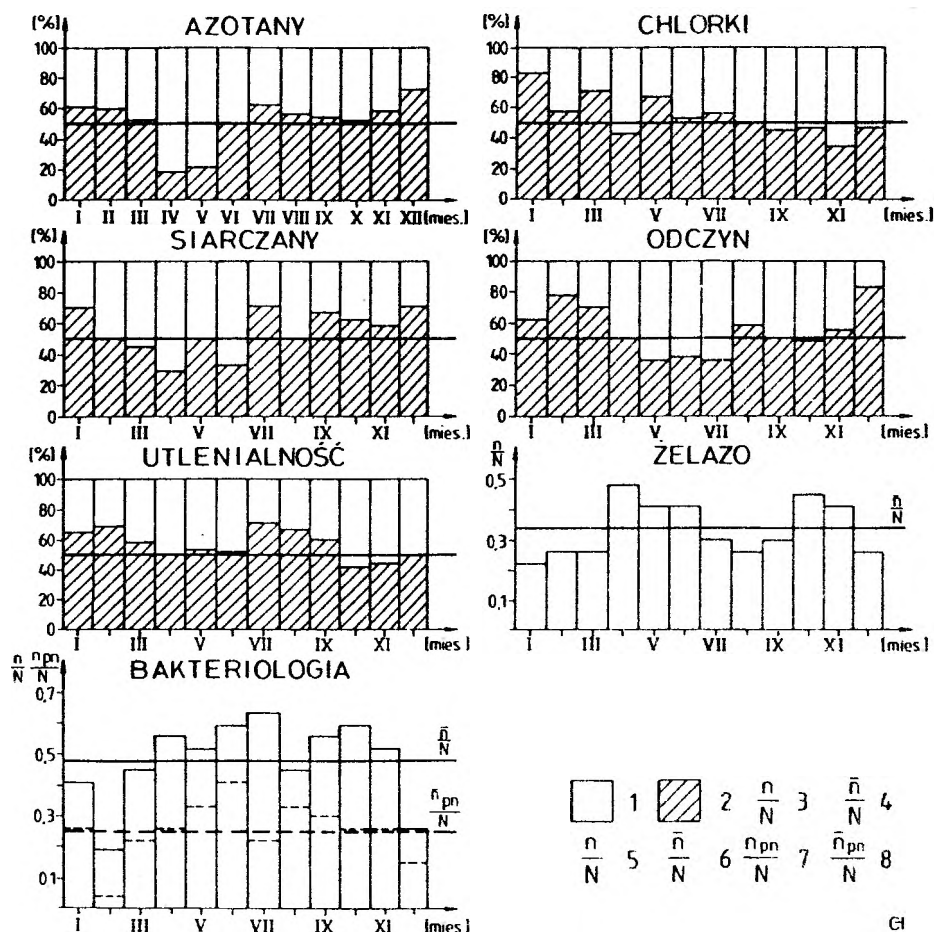 [%] AZOTANY
100
80
60
40
20
0
I II III IV V VI VII VIII IX X XI XII [mies.]
[%] CHLORKI
100
80
60
40
20
0
I III V VII IX XI [mies.]
[%] SIARCZANY
100
80
60
40
20
0
I III V VII IX XI [mies.]
[%] ODCZYN
100
80
60
40
20
0
I III V VII IX XI [mies.]
[%] UTLENIALNOŚĆ
100
80
60
40
20
0
I III V VII IX XI [mies.]
n/N ŻELAZO
0,5
n̄/N
0,3
0,1
I III V VII IX XI [mies.]
n/N npn/N BAKTERIOLOGIA
0,7
n̄/N
0,5
n̄pn/N
0,3
0,1
I III V VII IX XI [mies.]
1 2 n/N 3 n̄/N 4
n/N 5 n̄/N 6 npn/N 7 n̄pn/N 8